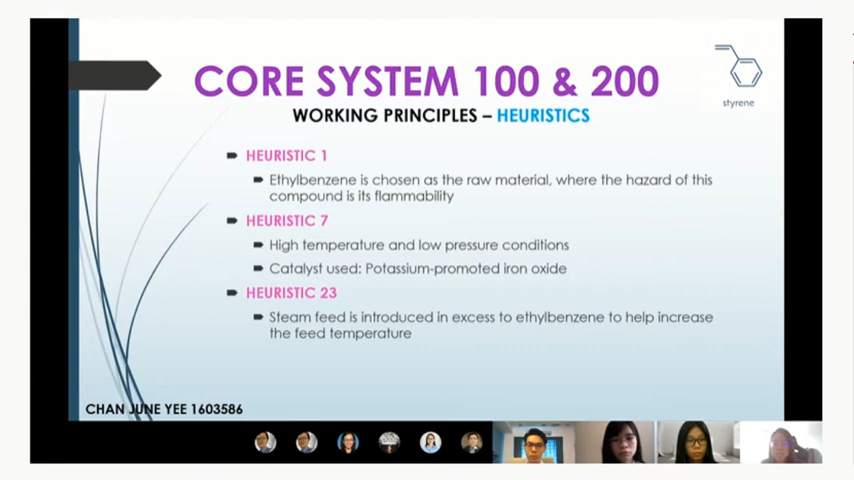 CORE SYSTEM 100 & 200
styrene
WORKING PRINCIPLES – HEURISTICS
HEURISTIC 1
Ethylbenzene is chosen as the raw material, where the hazard of this
compound is its flammability
HEURISTIC 7
High temperature and low pressure conditions
Catalyst used: Potassium-promoted iron oxide
HEURISTIC 23
Steam feed is introduced in excess to ethylbenzene to help increase
the feed temperature
CHAN JUNE YEE 1603586